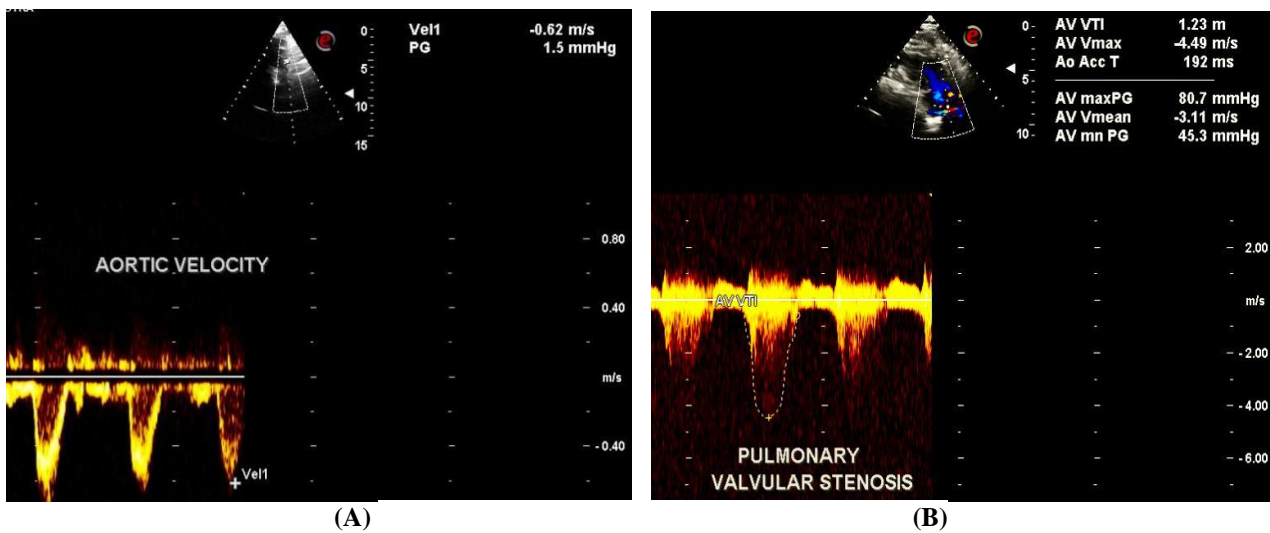 Vel1 -0.62 m/s
PG 1.5 mmHg
0
5
10
15
AORTIC VELOCITY
0.80
0.40
m/s
-0.40
Vel1
(A)
AV VTI 1.23 m
AV Vmax -4.49 m/s
Ao Acc T 192 ms
AV maxPG 80.7 mmHg
AV Vmean -3.11 m/s
AV mn PG 45.3 mmHg
0
5
10
AV VTI
2.00
m/s
-2.00
-4.00
-6.00
PULMONARY
VALVULAR STENOSIS
(B)